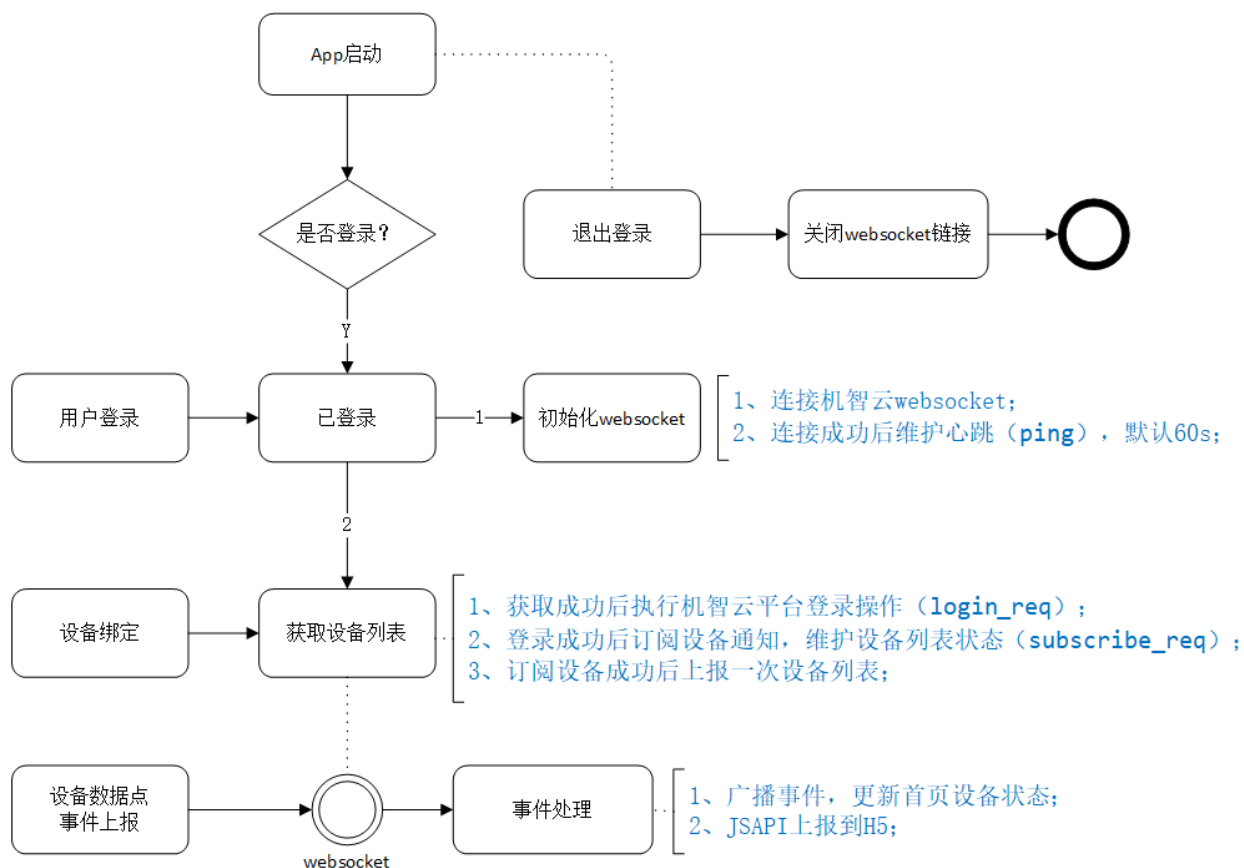 App启动
是否登录?
退出登录
关闭websocket链接
Y
用户登录
已登录
1
初始化websocket
1、连接机智云websocket;
2、连接成功后维护心跳（ping），默认60s;
2
设备绑定
获取设备列表
1、获取成功后执行机智云平台登录操作（login_req）;
2、登录成功后订阅设备通知，维护设备列表状态（subscribe_req）;
3、订阅设备成功后上报一次设备列表;
设备数据点
事件上报
websocket
事件处理
1、广播事件，更新首页设备状态;
2、JSAPI上报到H5;